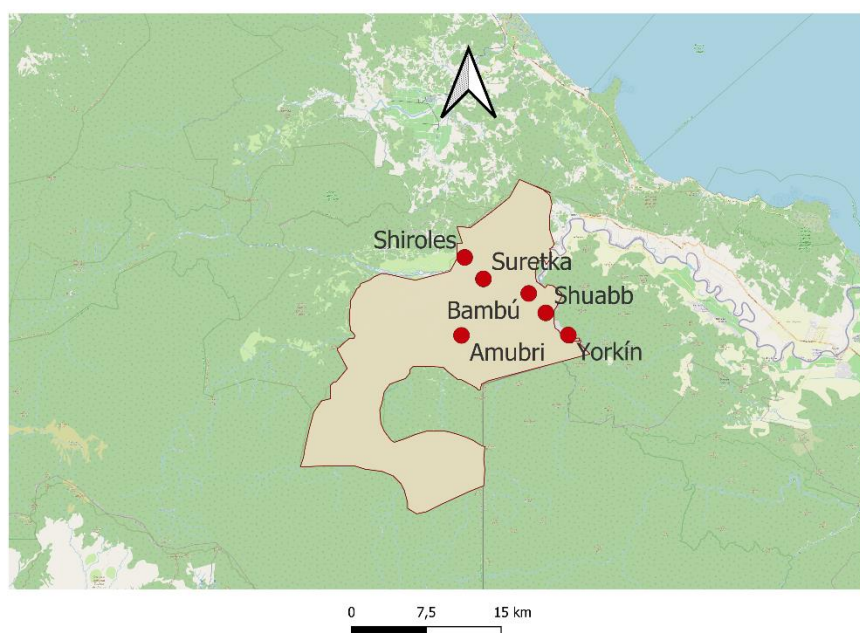 Shiroles
Suretka
Shuabb
Bambú
Amubri
Yorkín
0 7,5 15 km